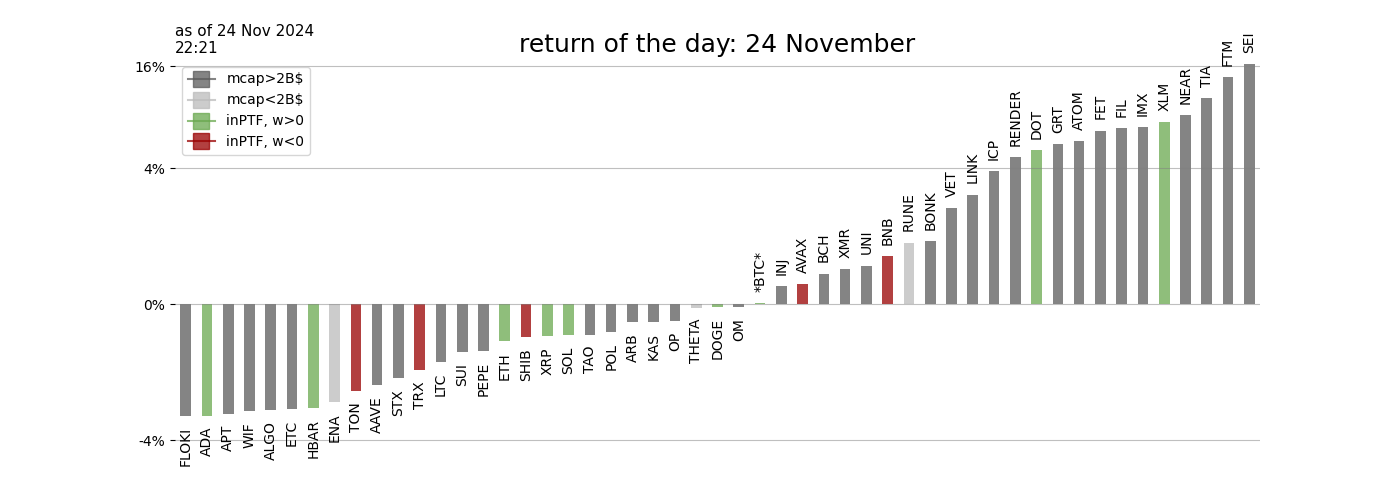 as of 24 Nov 2024
22:21
return of the day: 24 November
16%
4%
0%
-4%
mcap>2B$
mcap<2B$
inPTF, w>0
inPTF, w<0
FLOKI
ADA
APT
WIF
ALGO
ETC
HBAR
ENA
TON
AAVE
STX
TRX
LTC
SUI
PEPE
ETH
SHIB
XRP
SOL
TAO
POL
ARB
KAS
OP
THETA
DOGE
OM
*BTC*
INJ
AVAX
BCH
XMR
UNI
BNB
RUNE
BONK
VET
LINK
ICP
RENDER
DOT
GRT
ATOM
FET
FIL
IMX
XLM
NEAR
TIA
FTM
SEI